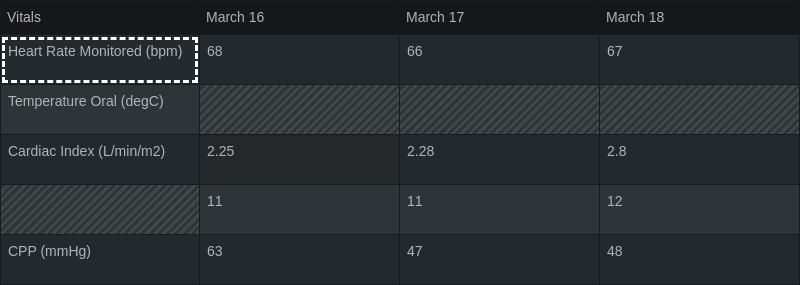 Vitals March 16 March 17 March 18
Heart Rate Monitored (bpm) 68 66 67
Temperature Oral (degC)
Cardiac Index (L/min/m2) 2.25 2.28 2.8
11 11 12
CPP (mmHg) 63 47 48